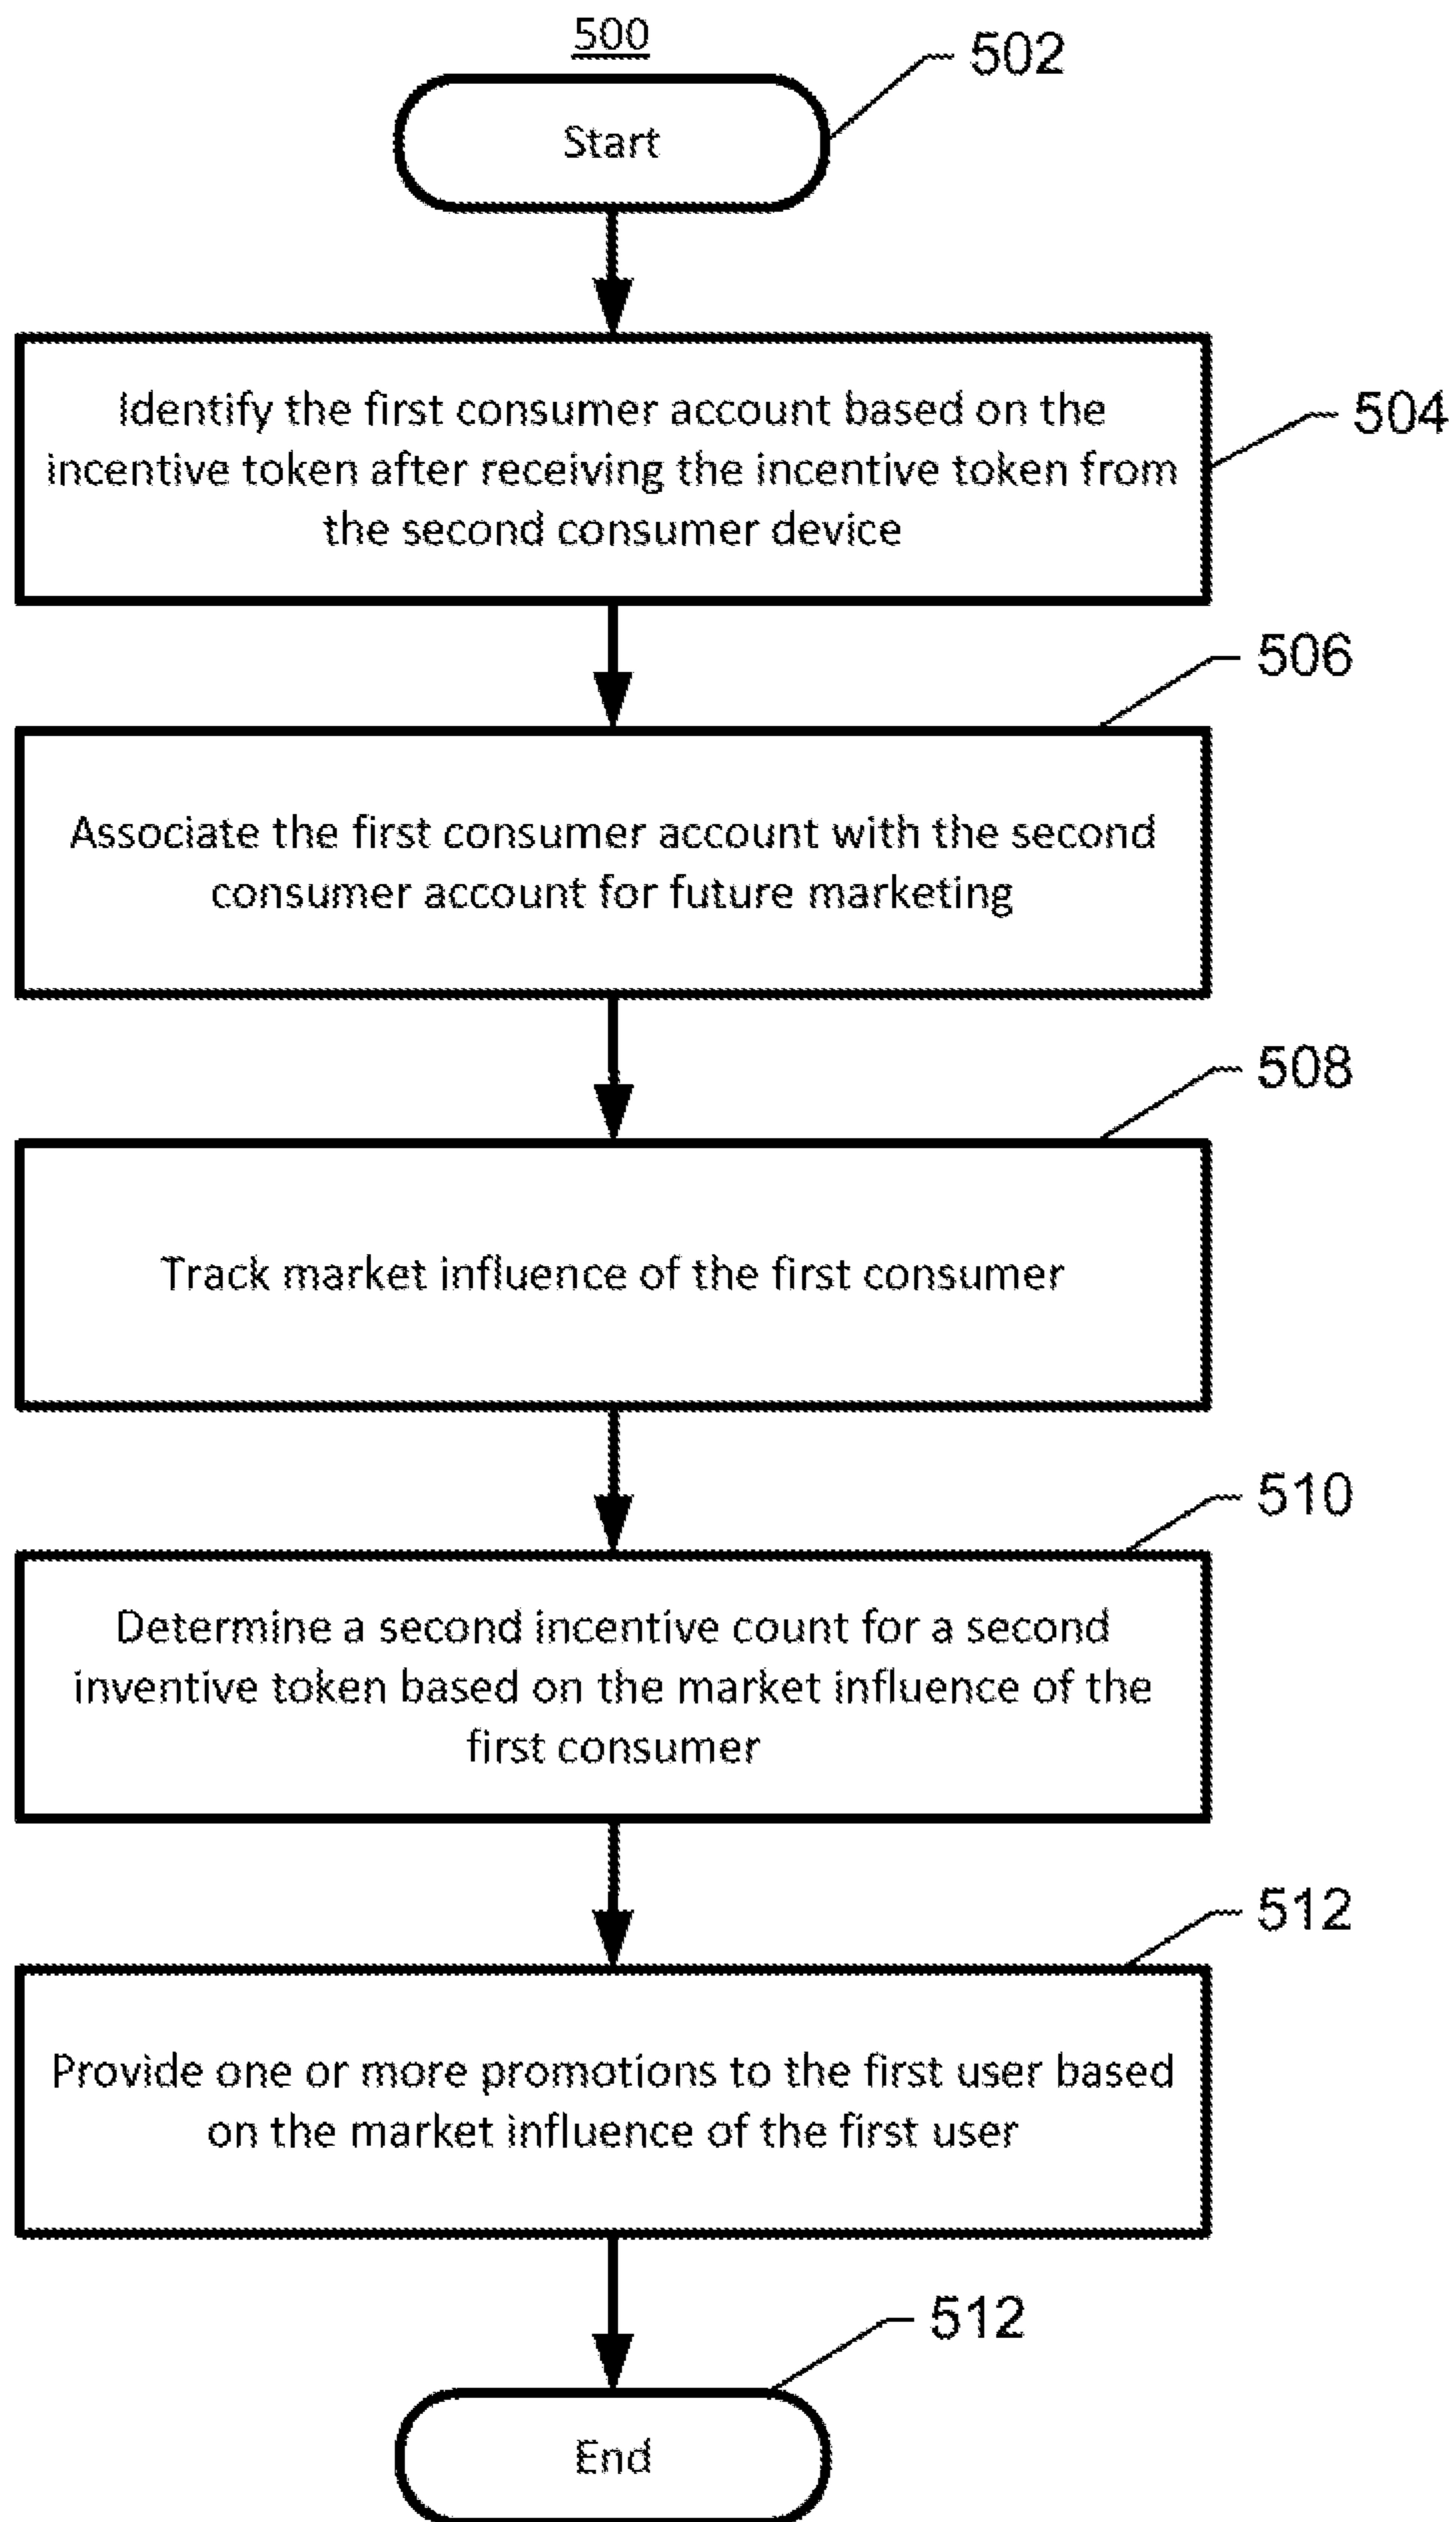 500
502
Start
Identify the first consumer account based on the
incentive token after receiving the incentive token from
the second consumer device
504
506
Associate the first consumer account with the second
consumer account for future marketing
508
Track market influence of the first consumer
510
Determine a second incentive count for a second
inventive token based on the market influence of the
first consumer
512
Provide one or more promotions to the first user based
on the market influence of the first user
512
End